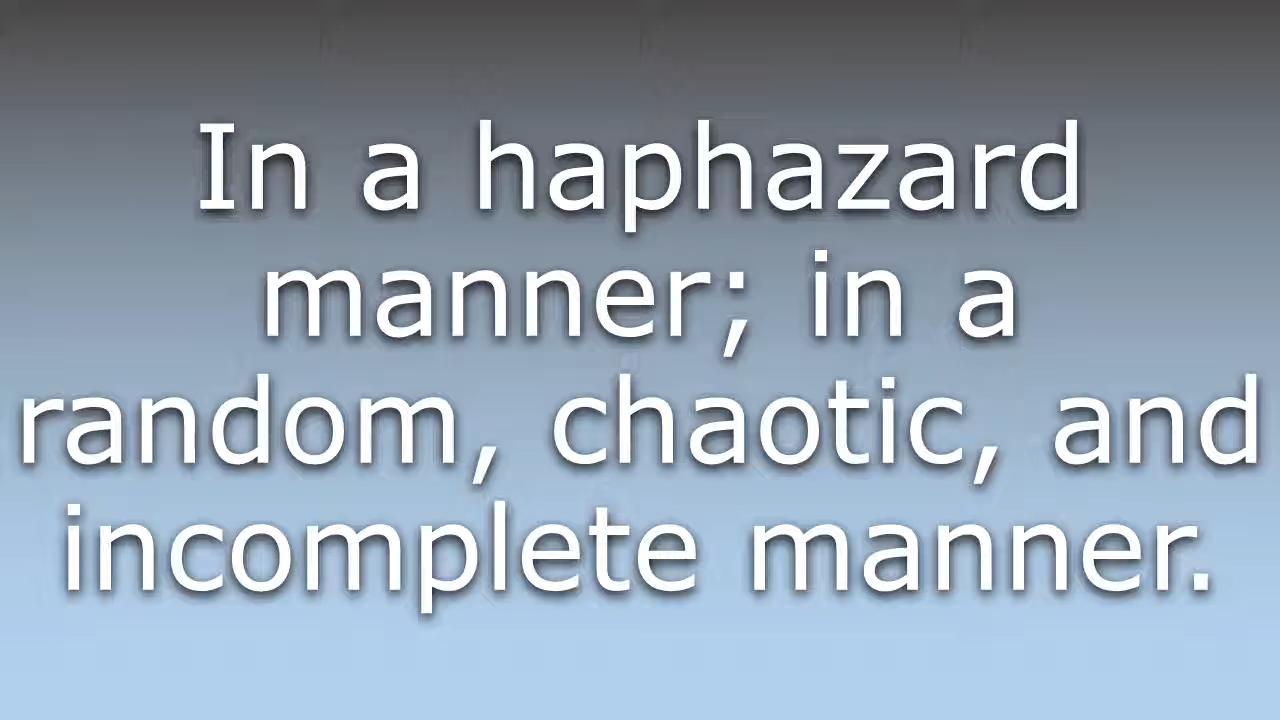 In a haphazard
manner; in a
random, chaotic, and
incomplete manner.